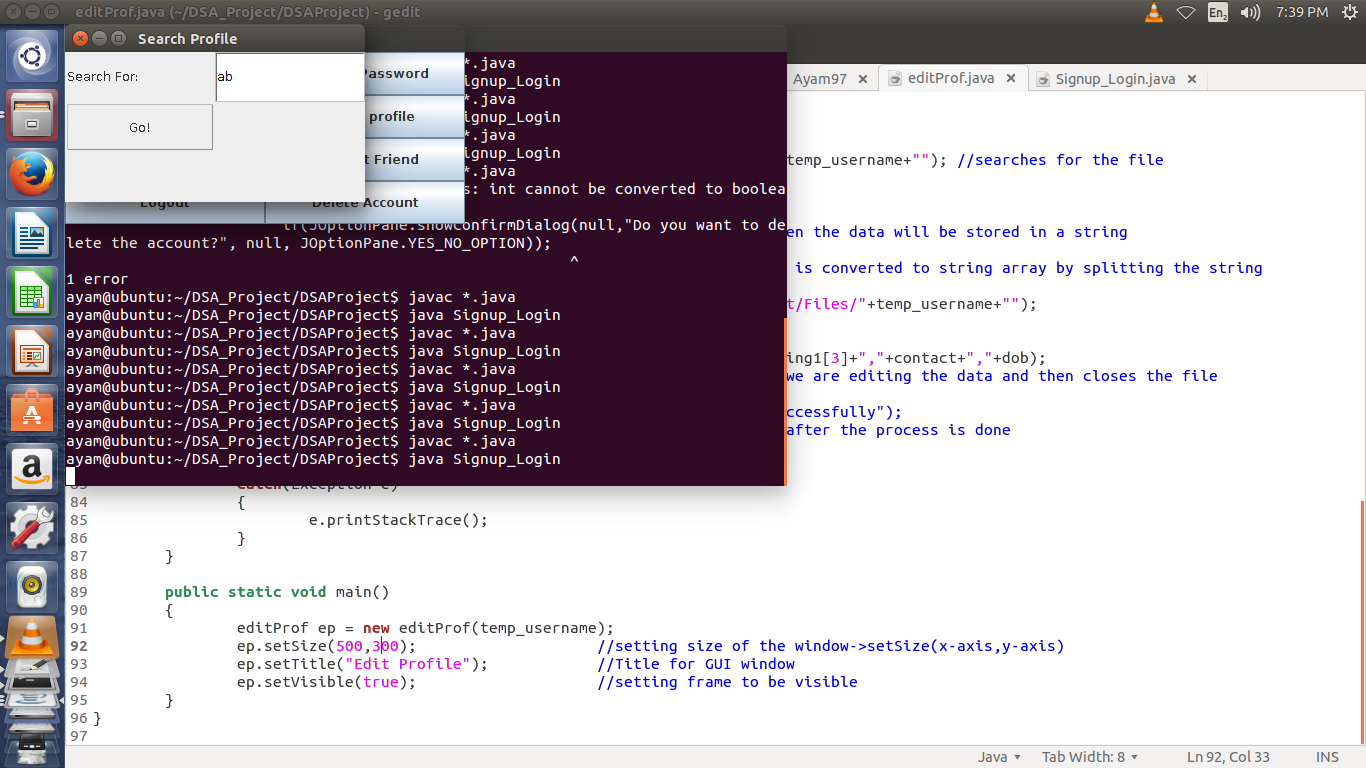 editProf.java (~/DSA_Project/DSAProject) - gedit
En2
7:39 PM
Search Profile
Search For:
ab
Go!
Password
profile
t Friend
Logout
Delete Account
*.java
ignup_Login
*.java
ignup_Login
*.java
ignup_Login
*.java
s: int cannot be converted to boolea
if(JOptionPane.showConfirmDialog(null,"Do you want to de
lete the account?", null, JOptionPane.YES_NO_OPTION));
^
1 error
ayam@ubuntu:~/DSA_Project/DSAProject$ javac *.java
ayam@ubuntu:~/DSA_Project/DSAProject$ java Signup_Login
ayam@ubuntu:~/DSA_Project/DSAProject$ javac *.java
ayam@ubuntu:~/DSA_Project/DSAProject$ java Signup_Login
ayam@ubuntu:~/DSA_Project/DSAProject$ javac *.java
ayam@ubuntu:~/DSA_Project/DSAProject$ java Signup_Login
ayam@ubuntu:~/DSA_Project/DSAProject$ javac *.java
ayam@ubuntu:~/DSA_Project/DSAProject$ java Signup_Login
ayam@ubuntu:~/DSA_Project/DSAProject$ javac *.java
ayam@ubuntu:~/DSA_Project/DSAProject$ java Signup_Login
Ayam97 × editProf.java × Signup_Login.java ×
temp_username+""); //searches for the file
en the data will be stored in a string
is converted to string array by splitting the string
t/Files/"+temp_username+"");
ing1[3]+","+contact+","+dob);
we are editing the data and then closes the file
ccessfully");
after the process is done
83 catch(Exception e)
84 {
85 e.printStackTrace();
86 }
87 }
88
89 public static void main()
90 {
91 editProf ep = new editProf(temp_username);
92 ep.setSize(500,300); //setting size of the window->setSize(x-axis,y-axis)
93 ep.setTitle("Edit Profile"); //Title for GUI window
94 ep.setVisible(true); //setting frame to be visible
95 }
96 }
97
Java Tab Width: 8 Ln 92, Col 33 INS